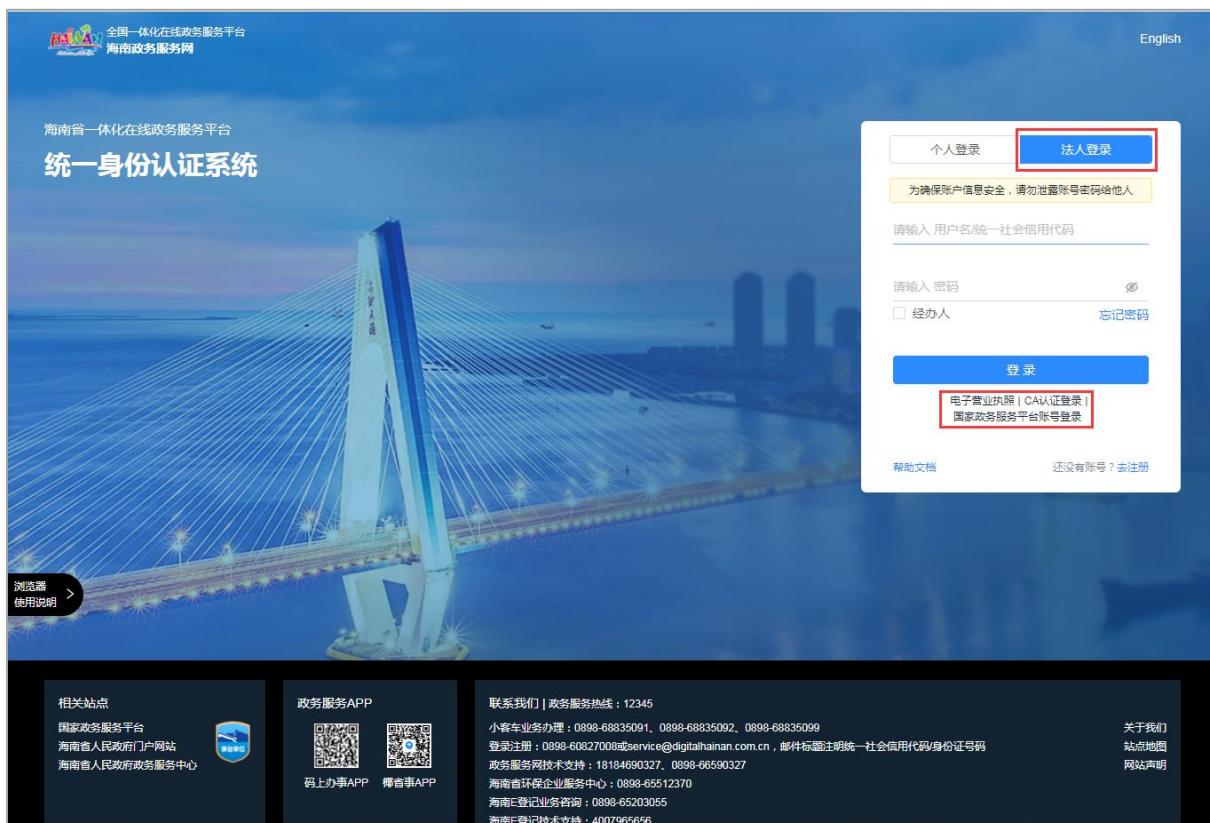 全国一体化在线政务服务平台
海南政务服务网
English
海南省一体化在线政务服务平台
统一身份认证系统
个人登录
法人登录
为确保账户信息安全，请勿泄露账号密码给他人
请输入 用户名/统一社会信用代码
请输入 密码
经办人
忘记密码
登 录
电子营业执照 | CA认证登录 |
国家政务服务平台账号登录
帮助文档
还没有账号？去注册
浏览器
使用说明
相关站点
国家政务服务平台
海南省人民政府门户网站
海南省人民政府政务服务中心
事业单位
政务服务APP
码上办事APP
椰省事APP
联系我们 | 政务服务热线：12345
小客车业务办理：0898-68835091、0898-68835092、0898-68835099
登录注册：0898-60827008或service@digitalhainan.com.cn，邮件标题注明统一社会信用代码/身份证号码
政务服务网技术支持：18184690327、0898-66590327
海南省环保企业服务中心：0898-65512370
海南E登记业务咨询：0898-65203055
海南E登记技术支持：4007965656
关于我们
站点地图
网站声明